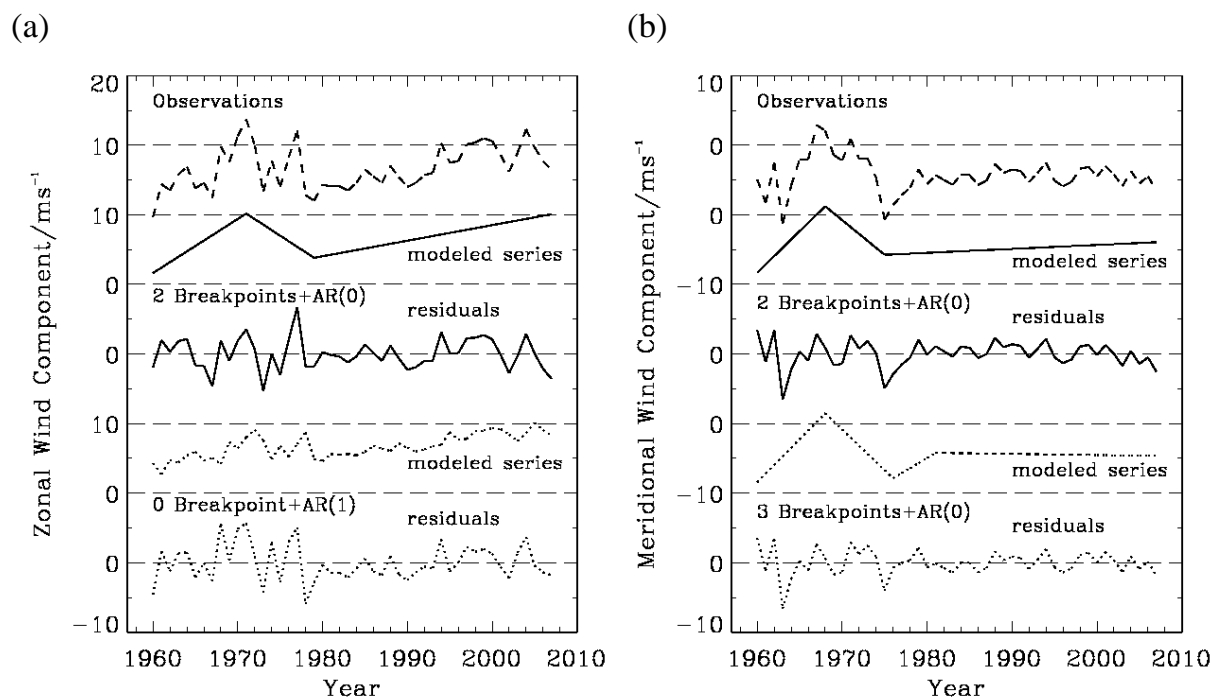 (a)
(b)
20
10
10
0
0
10
0
0
-10
Zonal Wind Component/ms⁻¹
Observations
modeled series
2 Breakpoints+AR(0)
residuals
modeled series
0 Breakpoint+AR(1)
residuals
1960 1970 1980 1990 2000 2010
Year
10
0
0
-10
0
0
-10
0
-10
Meridional Wind Component/ms⁻¹
Observations
modeled series
2 Breakpoints+AR(0)
residuals
modeled series
3 Breakpoints+AR(0)
residuals
1960 1970 1980 1990 2000 2010
Year